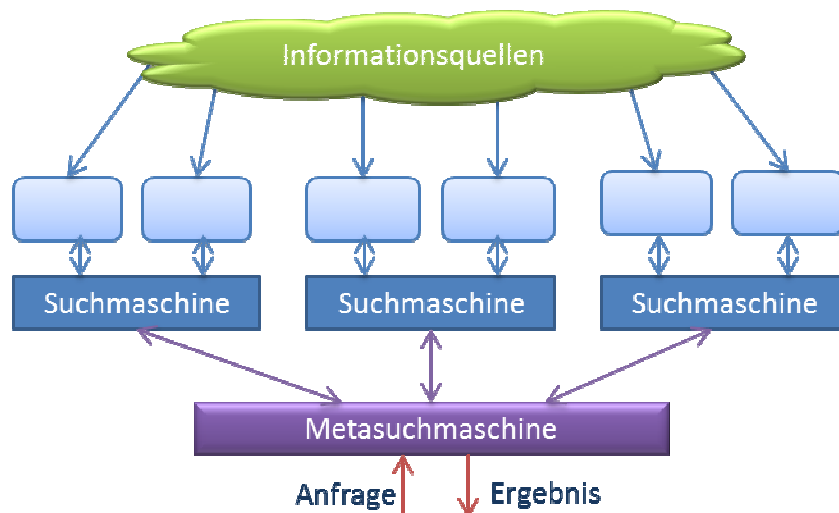 Informationsquellen
Suchmaschine
Suchmaschine
Suchmaschine
Metasuchmaschine
Anfrage
Ergebnis